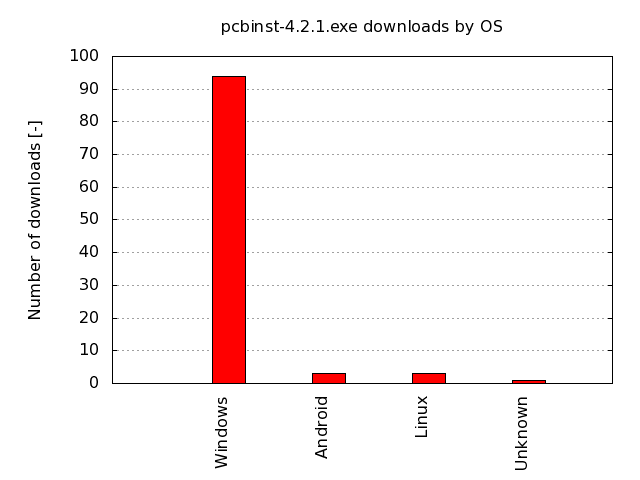 pcbinst-4.2.1.exe downloads by OS
100
90
80
70
60
50
40
30
20
10
0
Number of downloads [-]
Windows
Android
Linux
Unknown